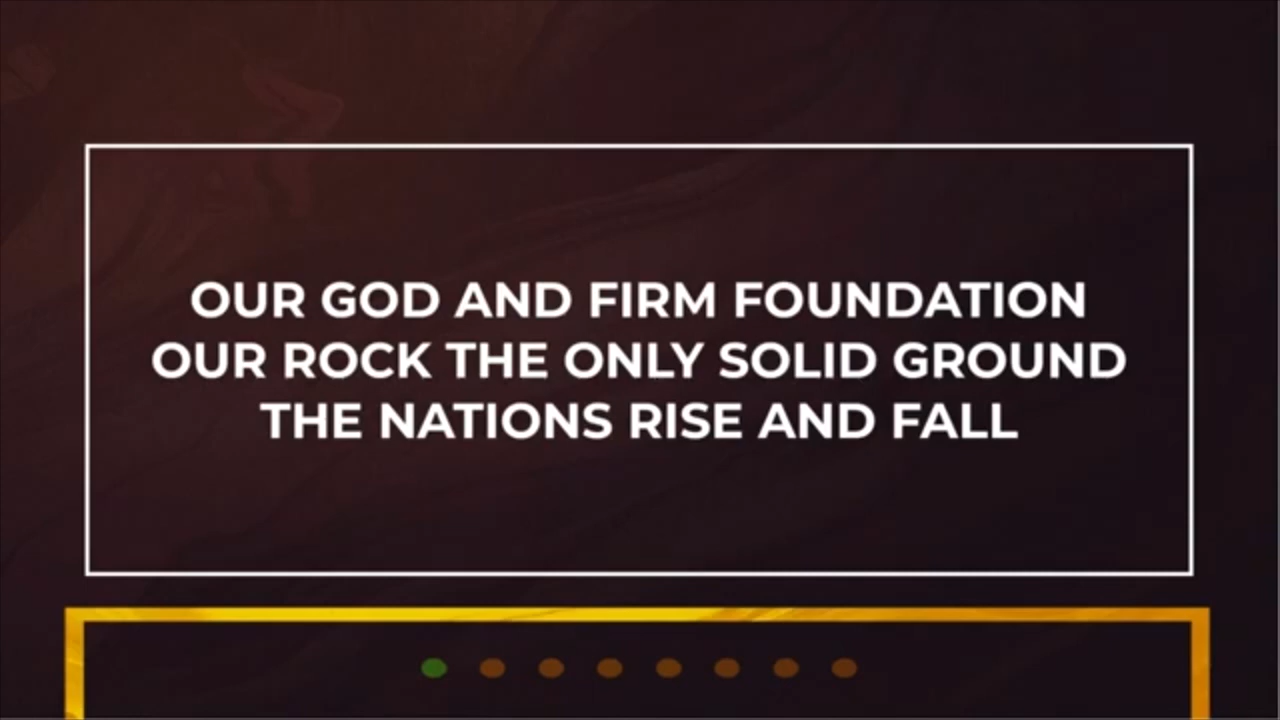 OUR GOD AND FIRM FOUNDATION
OUR ROCK THE ONLY SOLID GROUND
THE NATIONS RISE AND FALL